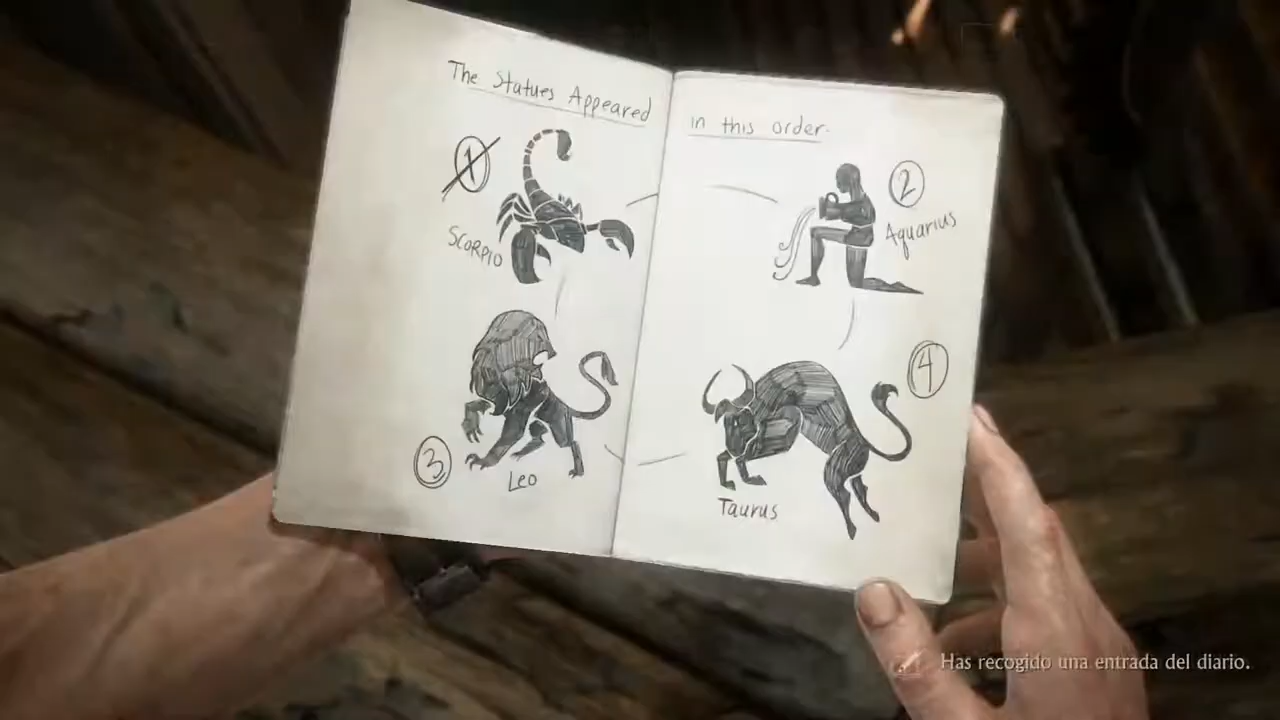 The Statues Appeared
in this order.
1
SCORPIO
2
Aquarius
3
Leo
4
Taurus
Has recogido una entrada del diario.